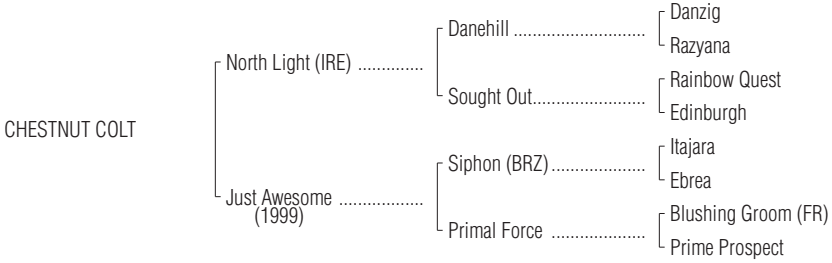 Danzig
Danehill ............................
Razyana
North Light (IRE) ..............
Rainbow Quest
Sought Out........................
Edinburgh
CHESTNUT COLT
Itajara
Siphon (BRZ)....................
Ebrea
Just Awesome ..................
(1999)
Blushing Groom (FR)
Primal Force ....................
Prime Prospect